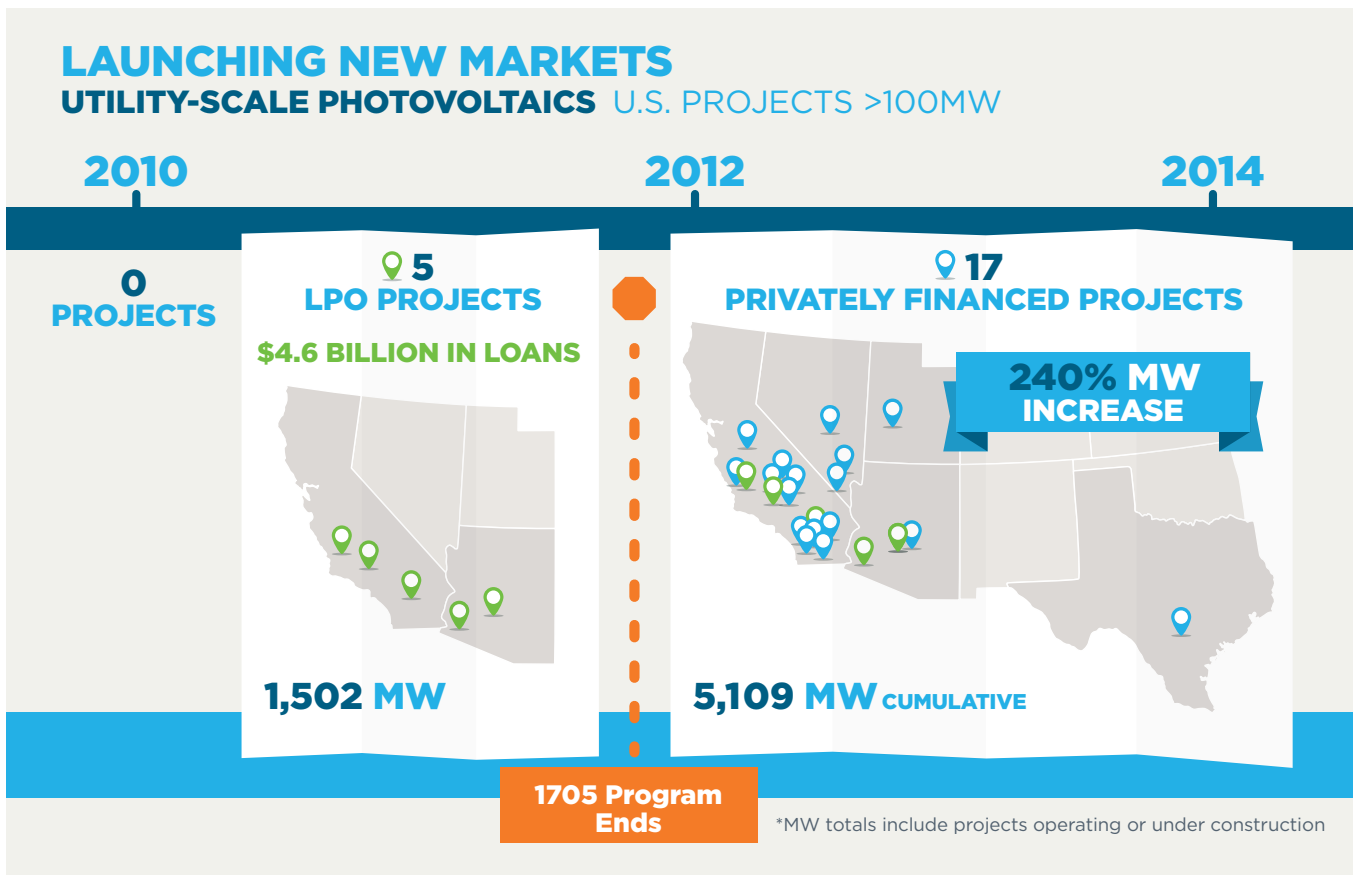 LAUNCHING NEW MARKETS
UTILITY-SCALE PHOTOVOLTAICS U.S. PROJECTS >100MW
2010
2012
2014
0
PROJECTS
5
LPO PROJECTS
$4.6 BILLION IN LOANS
1,502 MW
17
PRIVATELY FINANCED PROJECTS
240% MW
INCREASE
5,109 MW CUMULATIVE
1705 Program
Ends
*MW totals include projects operating or under construction